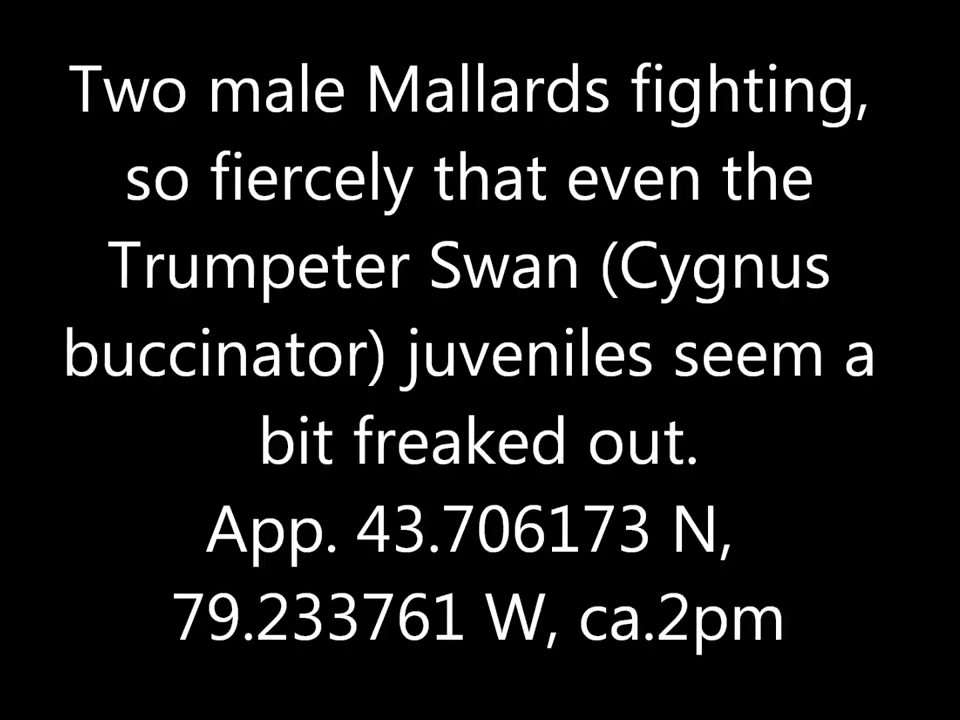 Two male Mallards fighting,
so fiercely that even the
Trumpeter Swan (Cygnus
buccinator) juveniles seem a
bit freaked out.
App. 43.706173 N,
79.233761 W, ca.2pm